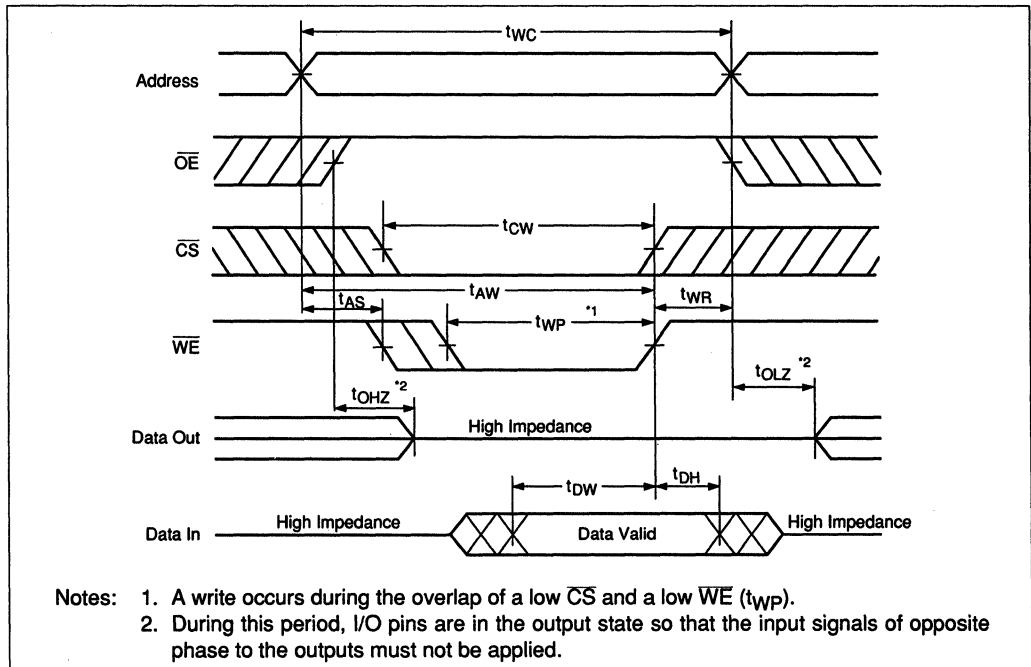 tWC
Address
OE
CS
tCW
tAW
tAS
tWR
tWP *1
WE
tOHZ *2
tOLZ *2
Data Out
High Impedance
tDW
tDH
Data In
High Impedance
Data Valid
High Impedance
Notes: 1. A write occurs during the overlap of a low CS and a low WE (tWP).
2. During this period, I/O pins are in the output state so that the input signals of opposite
phase to the outputs must not be applied.